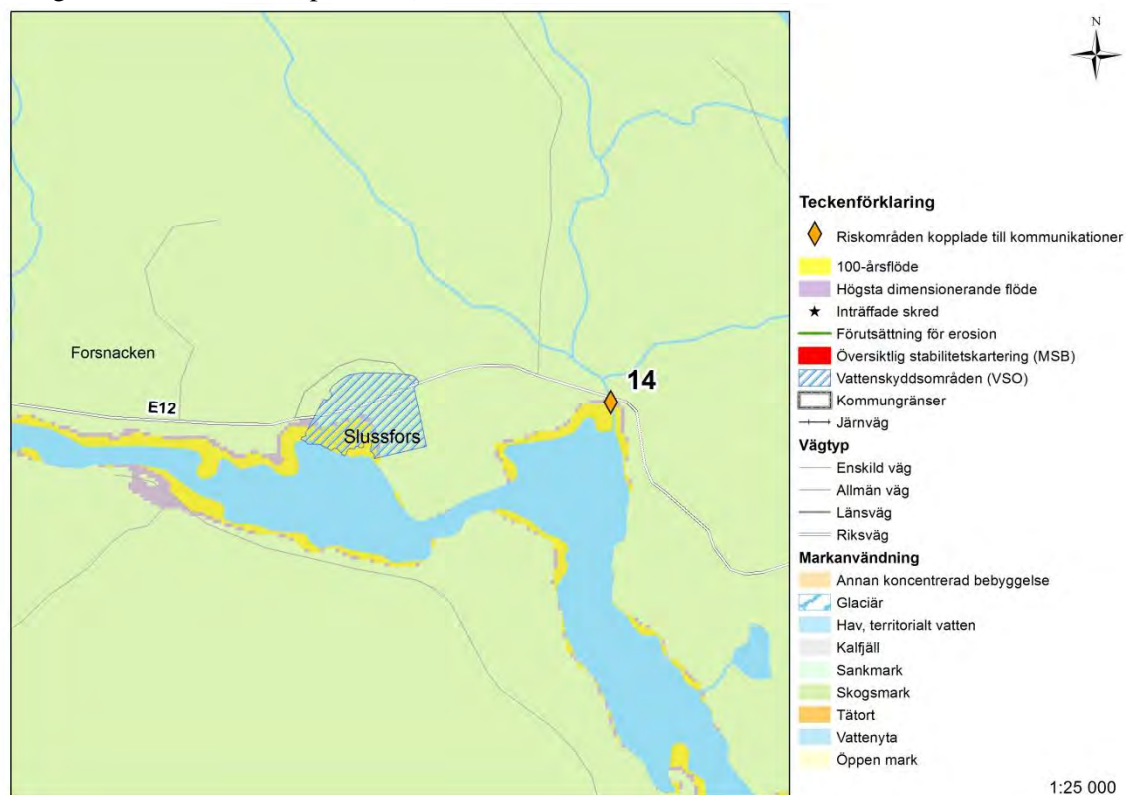 N
Forsnacken
E12
Slussfors
14
Teckenförklaring
Riskområden kopplade till kommunikationer
100-årsflöde
Högsta dimensionerande flöde
Inträffade skred
Förutsättning för erosion
Översiktlig stabilitetskartering (MSB)
Vattenskyddsområden (VSO)
Kommungränser
Järnväg
Vägtyp
Enskild väg
Allmän väg
Länsväg
Riksväg
Markanvändning
Annan koncentrerad bebyggelse
Glaciär
Hav, territorialt vatten
Kalfjäll
Sankmark
Skogsmark
Tätort
Vattenyta
Öppen mark
1:25 000